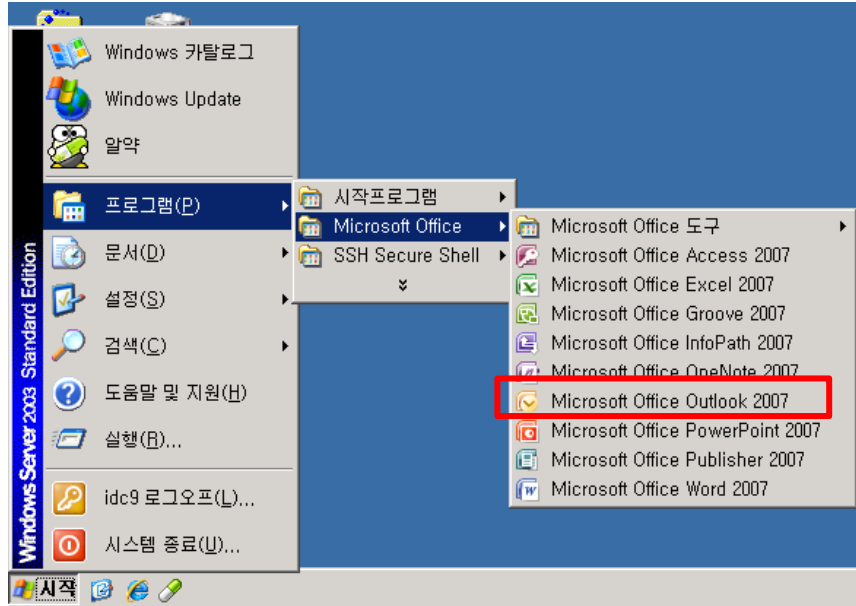 Windows 카탈로그
Windows Update
알약
프로그램(P)
문서(D)
설정(S)
검색(C)
도움말 및 지원(H)
실행(R)...
idc9 로그오프(L)...
시스템 종료(U)...
Windows Server 2003 Standard Edition
시작
시작프로그램
Microsoft Office
SSH Secure Shell
Microsoft Office 도구
Microsoft Office Access 2007
Microsoft Office Excel 2007
Microsoft Office Groove 2007
Microsoft Office InfoPath 2007
Microsoft Office OneNote 2007
Microsoft Office Outlook 2007
Microsoft Office PowerPoint 2007
Microsoft Office Publisher 2007
Microsoft Office Word 2007